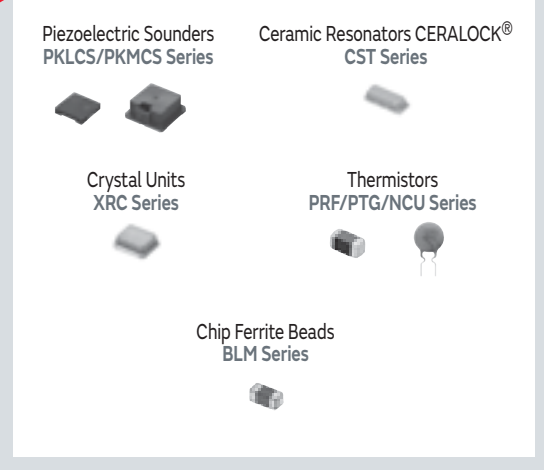 Piezoelectric Sounders
PKLCS/PKMCS Series
Ceramic Resonators CERALOCK®
CST Series
Crystal Units
XRC Series
Thermistors
PRF/PTG/NCU Series
Chip Ferrite Beads
BLM Series